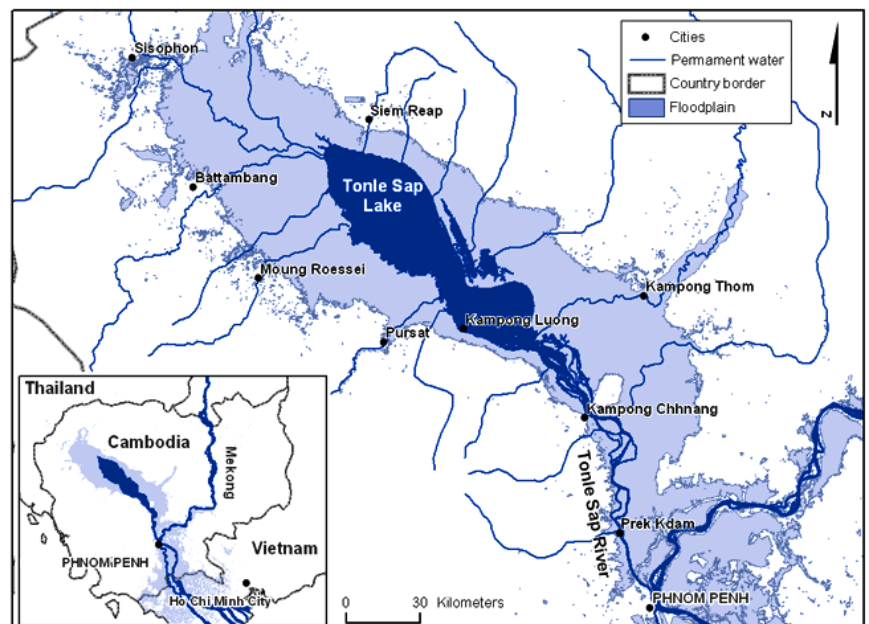 Sisophon
Siem Reap
Battambang
Tonle Sap
Lake
Moung Roessei
Kampong Thom
Kampong Luong
Pursat
Kampong Chhnang
Tonle Sap River
Prek Kdam
PHNOM PENH
Cities
Permament water
Country border
Floodplain
N
Thailand
Cambodia
Mekong
Vietnam
PHNOM PENH
Ho Chi Minh City
0 30 Kilometers